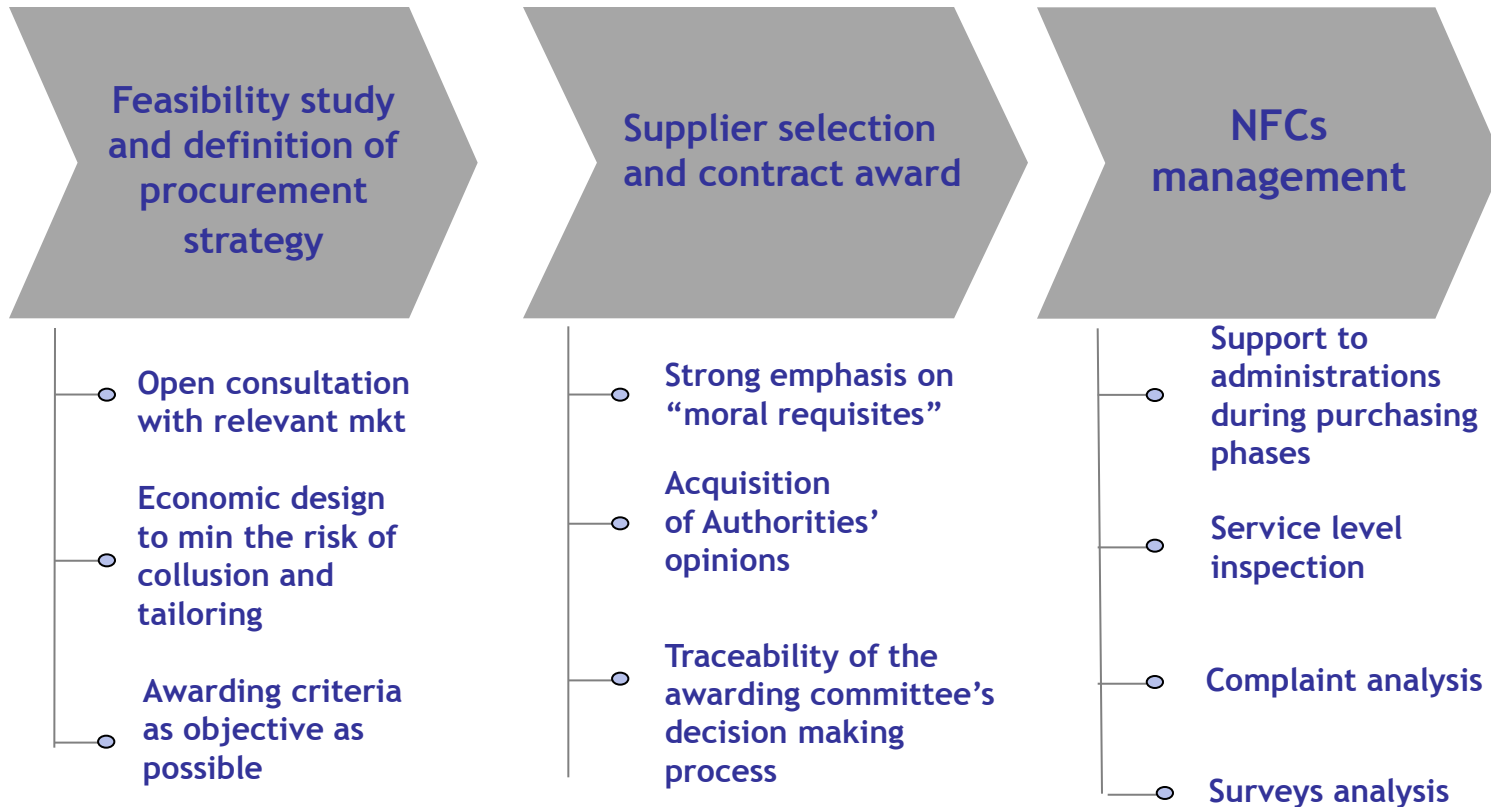 Feasibility study
and definition of
procurement
strategy
Supplier selection
and contract award
NFCs
management
Open consultation
with relevant mkt
Economic design
to min the risk of
collusion and
tailoring
Awarding criteria
as objective as
possible
Strong emphasis on
“moral requisites”
Acquisition
of Authorities’
opinions
Traceability of the
awarding committee’s
decision making
process
Support to
administrations
during purchasing
phases
Service level
inspection
Complaint analysis
Surveys analysis